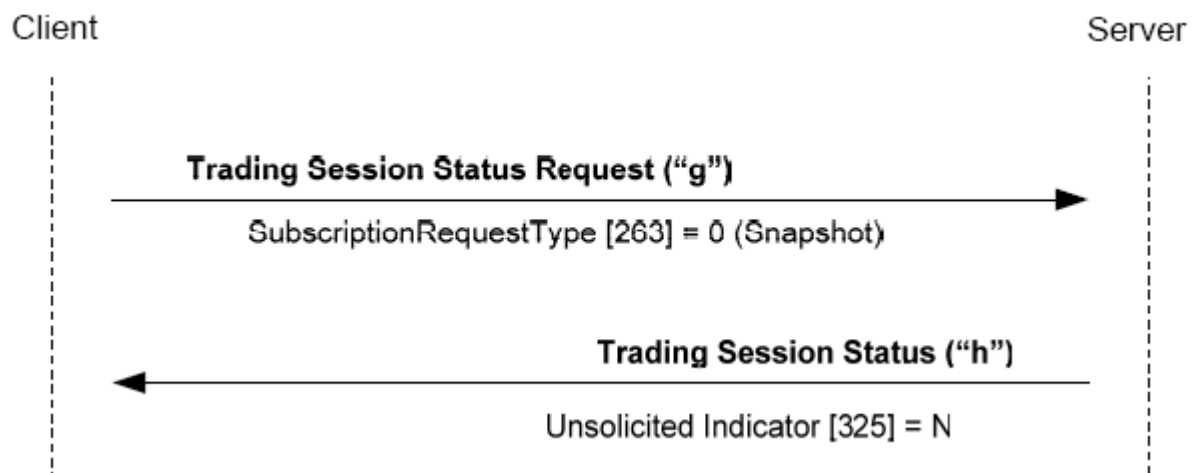 Client
Server
Trading Session Status Request (“g”)
SubscriptionRequestType [263] = 0 (Snapshot)
Trading Session Status (“h”)
Unsolicited Indicator [325] = N